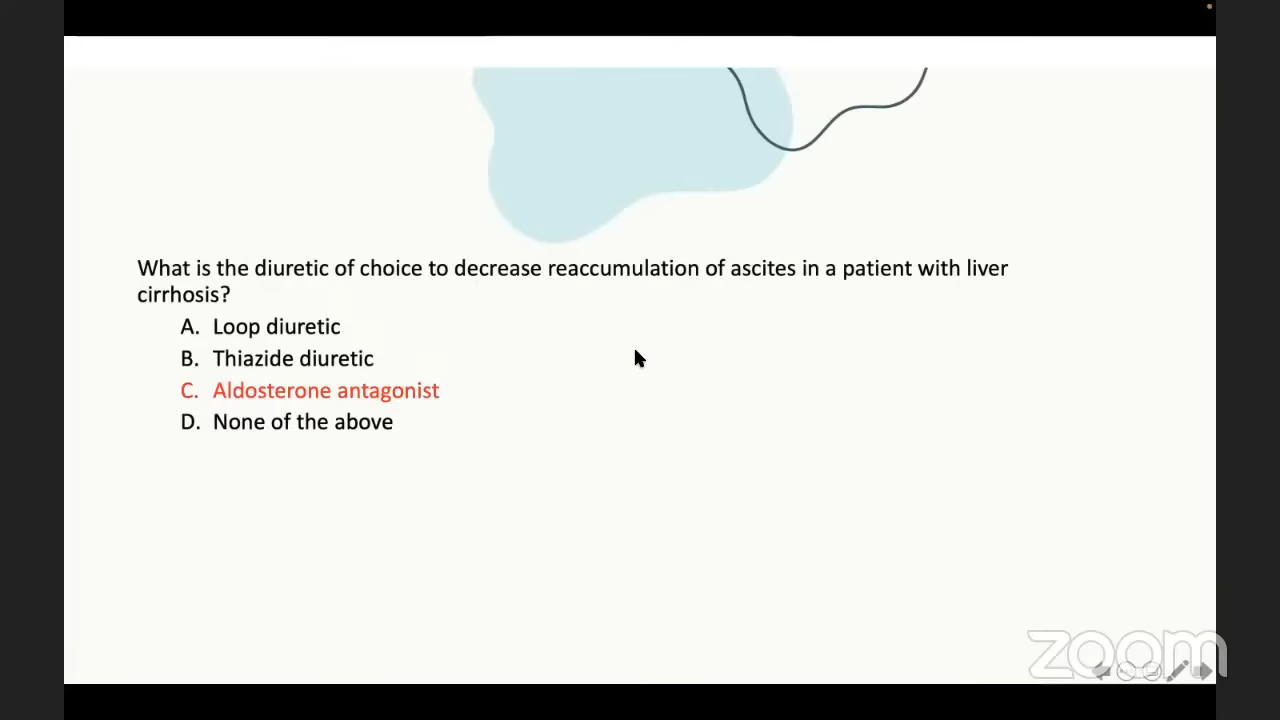 What is the diuretic of choice to decrease reaccumulation of ascites in a patient with liver
cirrhosis?
A. Loop diuretic
B. Thiazide diuretic
C. Aldosterone antagonist
D. None of the above
zoom